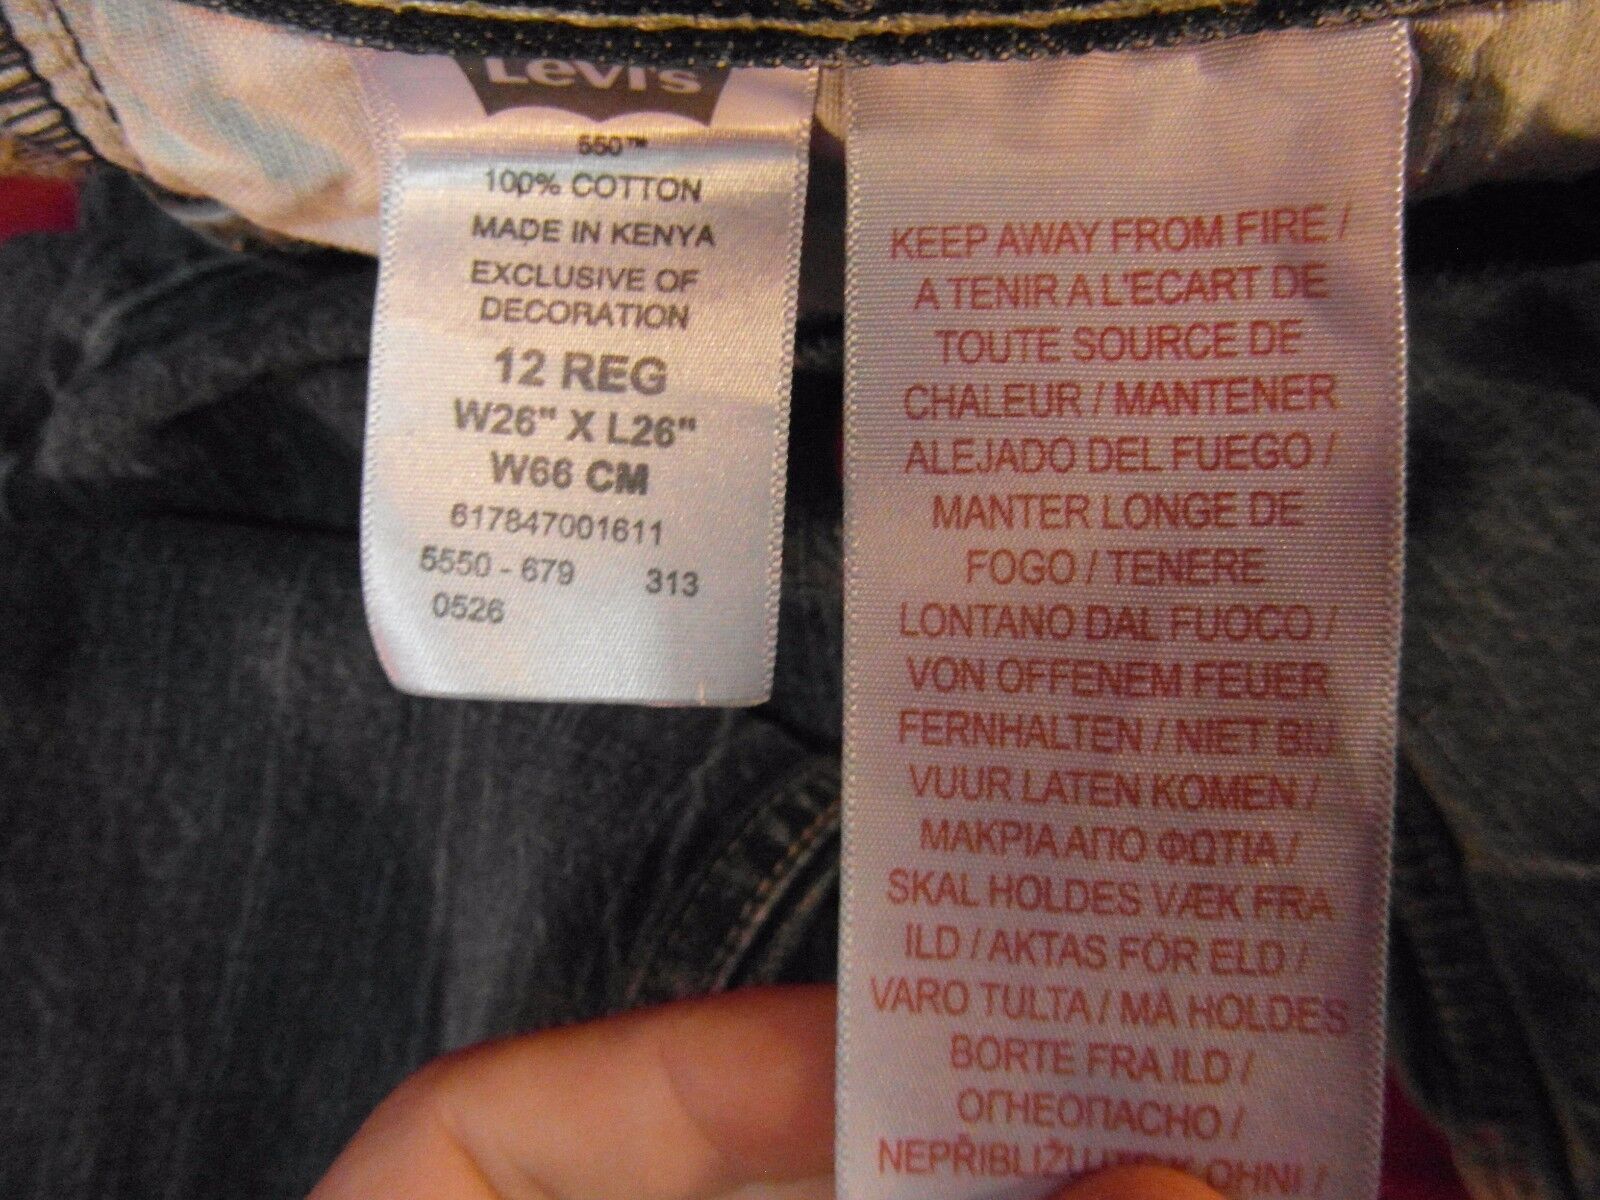 Levi's
550™
100% COTTON
MADE IN KENYA
EXCLUSIVE OF
DECORATION
12 REG
W26" X L26"
W66 CM
617847001611
5550 - 679 313
0526
KEEP AWAY FROM FIRE /
A TENIR A L'ECART DE
TOUTE SOURCE DE
CHALEUR / MANTENER
ALEJADO DEL FUEGO /
MANTER LONGE DE
FOGO / TENERE
LONTANO DAL FUOCO /
VON OFFENEM FEUER
FERNHALTEN / NIET BIJ
VUUR LATEN KOMEN /
ΜΑΚΡΙΑ ΑΠΟ ΦΩΤΙΑ /
SKAL HOLDES VÆK FRA
ILD / AKTAS FÖR ELD /
VARO TULTA / MÅ HOLDES
BORTE FRA ILD /
ОГНЕОПАСНО /
OHNI /